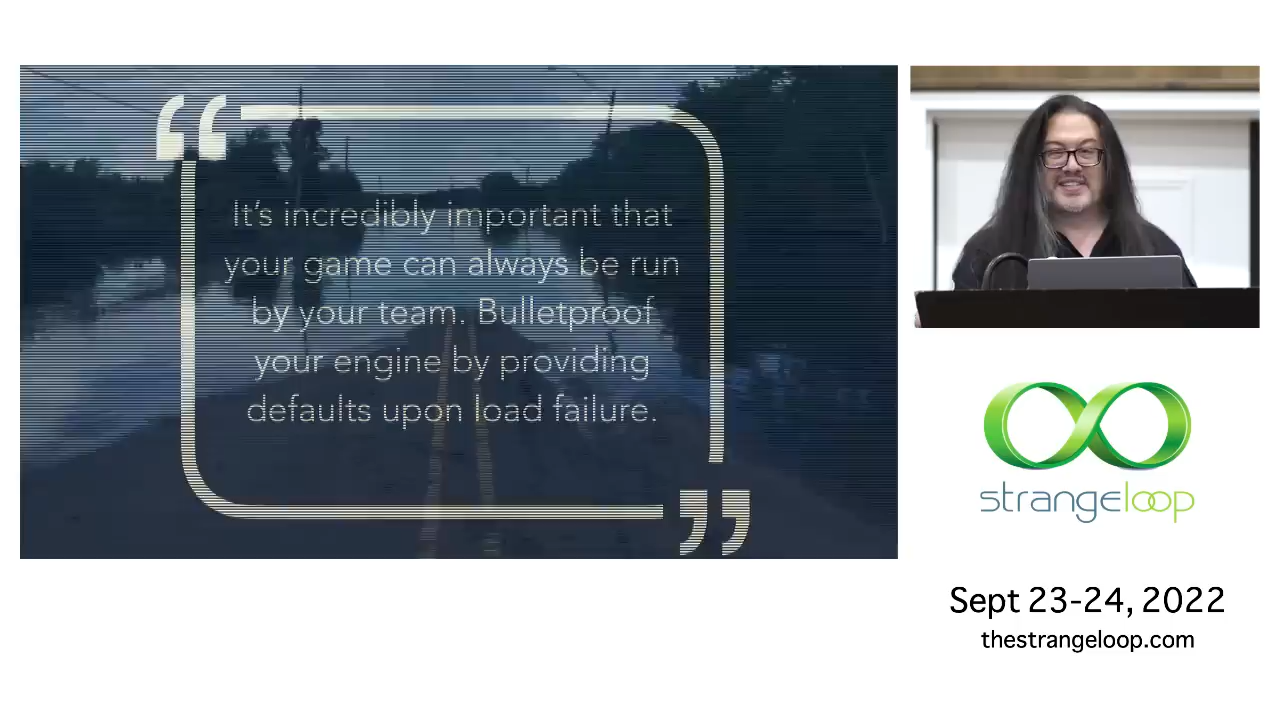 “
It’s incredibly important that
your game can always be run
by your team. Bulletproof
your engine by providing
defaults upon load failure.
”
strangeloop
Sept 23-24, 2022
thestrangeloop.com